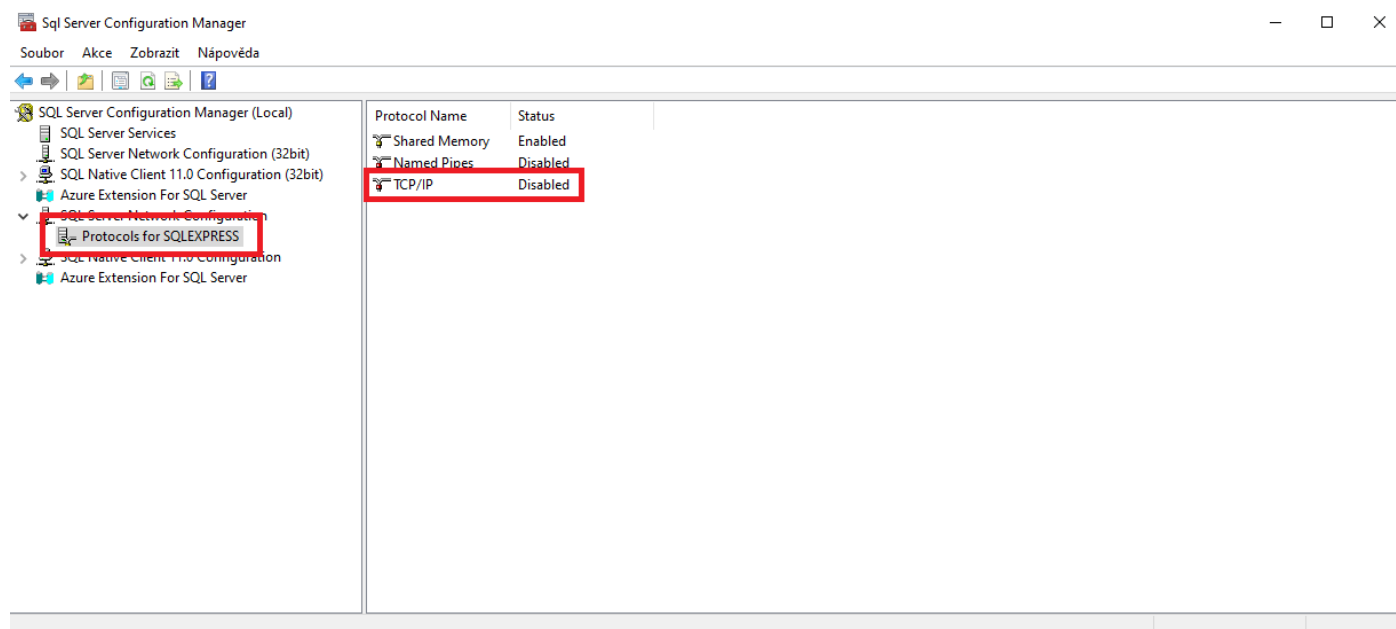 Sql Server Configuration Manager
Soubor Akce Zobrazit Nápověda
SQL Server Configuration Manager (Local)
SQL Server Services
SQL Server Network Configuration (32bit)
SQL Native Client 11.0 Configuration (32bit)
Azure Extension For SQL Server
SQL Server Network Configuration
Protocols for SQLEXPRESS
SQL Native Client 11.0 Configuration
Azure Extension For SQL Server
Protocol Name Status
Shared Memory Enabled
Named Pipes Disabled
TCP/IP Disabled